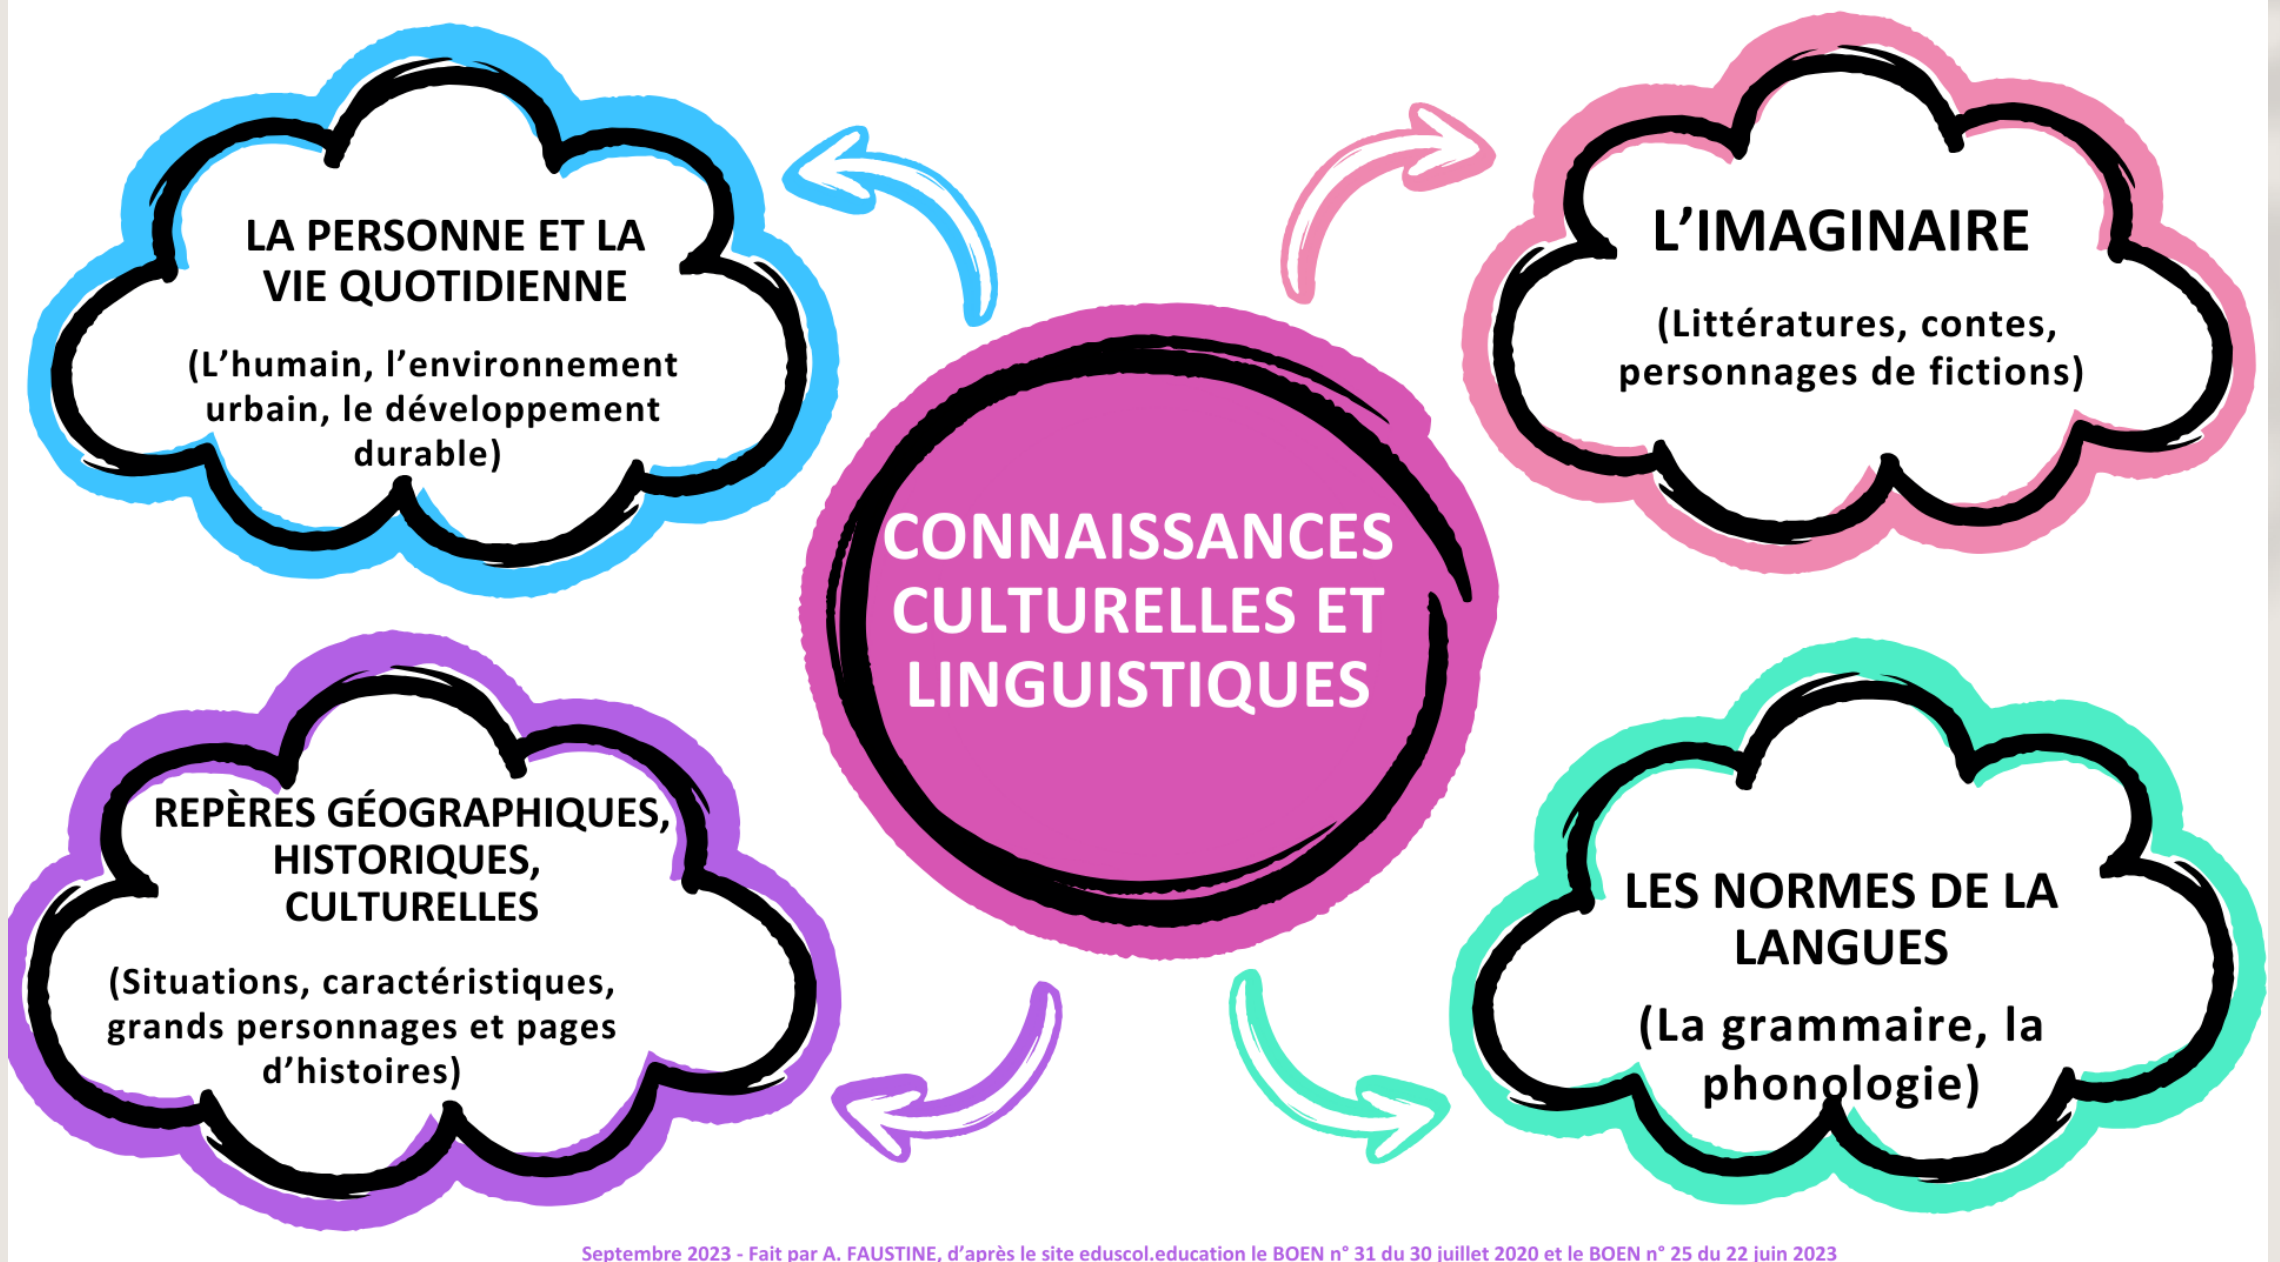 LA PERSONNE ET LA
VIE QUOTIDIENNE
(L'humain, l'environnement
urbain, le développement
durable)
L'IMAGINAIRE
(Littératures, contes,
personnages de fictions)
CONNAISSANCES
CULTURELLES ET
LINGUISTIQUES
REPÈRES GÉOGRAPHIQUES,
HISTORIQUES,
CULTURELLES
(Situations, caractéristiques,
grands personnages et pages
d'histoires)
LES NORMES DE LA
LANGUES
(La grammaire, la
phonologie)
Septembre 2023 - Fait par A. FAUSTINE, d'après le site eduscol.education le BOEN n° 31 du 30 juillet 2020 et le BOEN n° 25 du 22 juin 2023